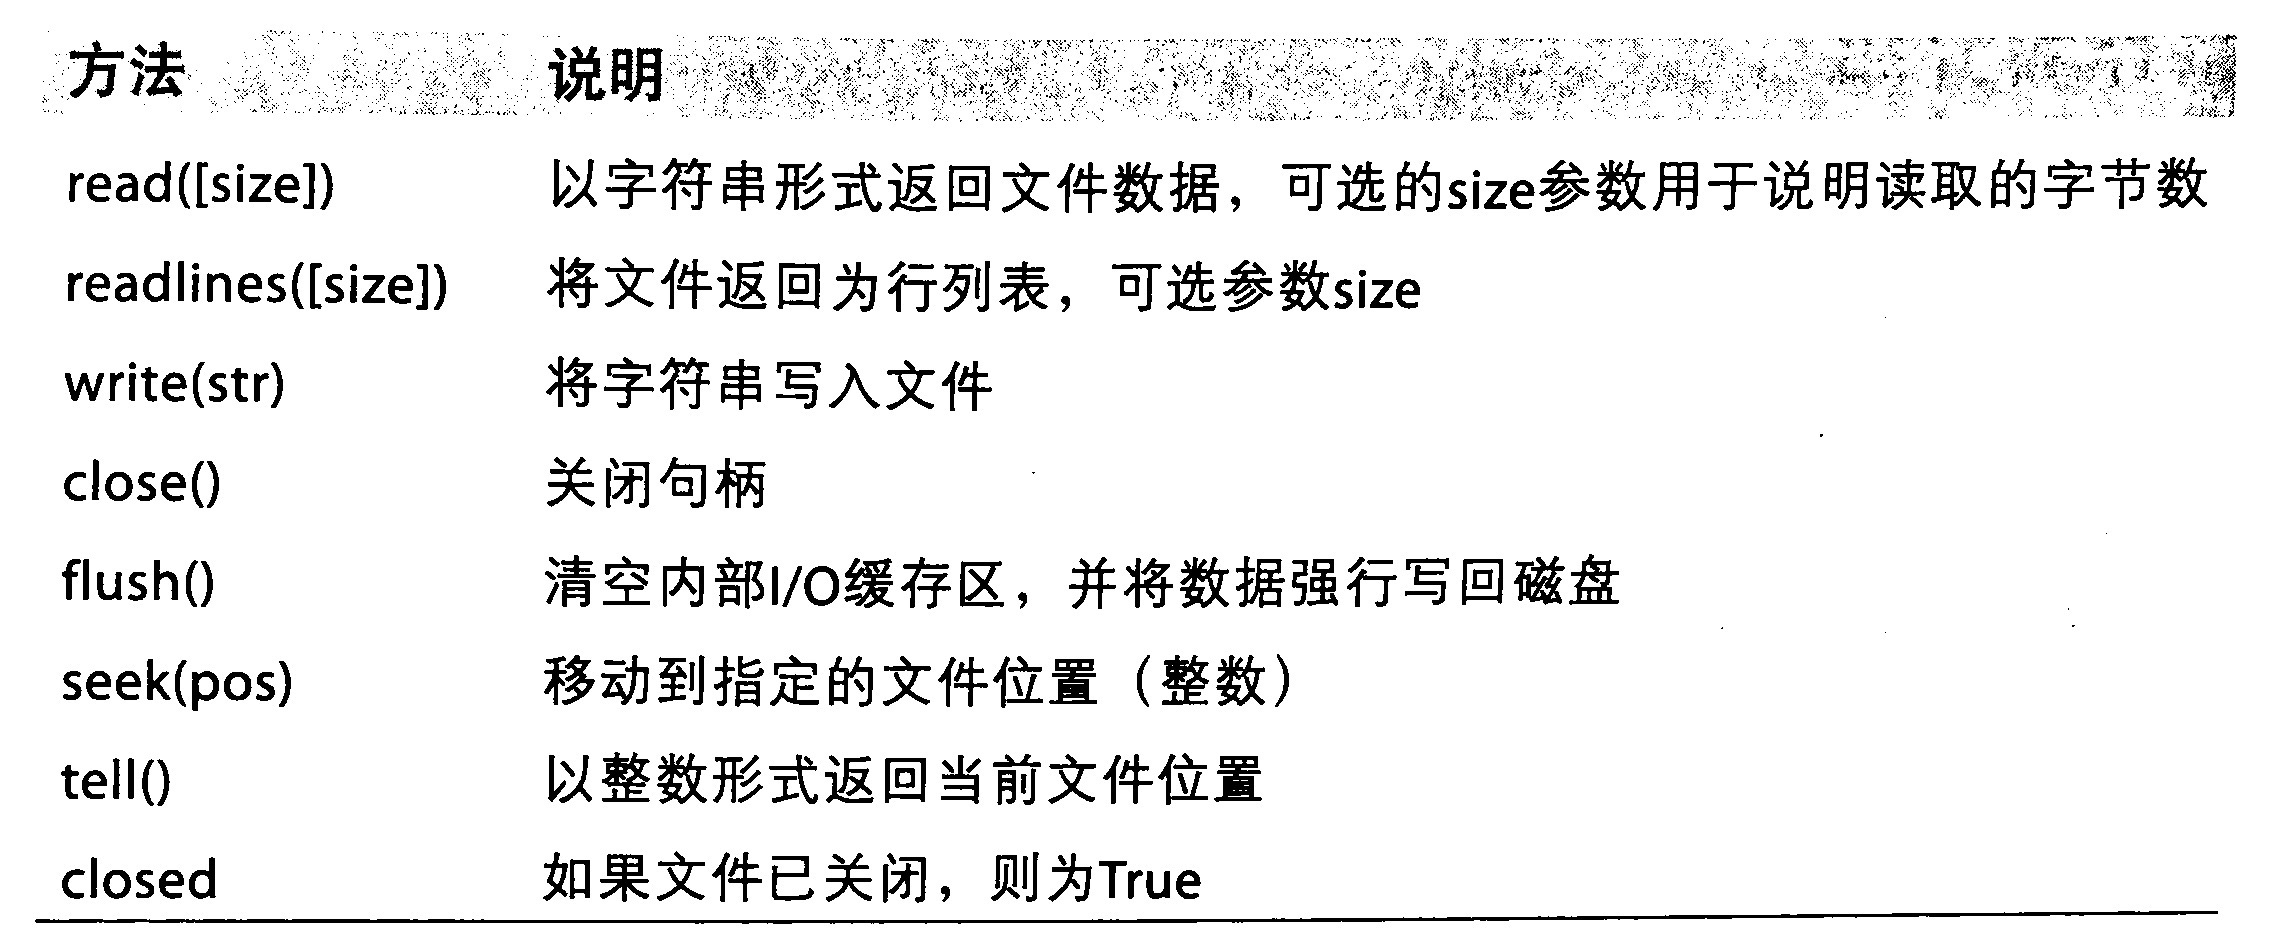 方法 说明
read([size]) 以字符串形式返回文件数据，可选的size参数用于说明读取的字节数
readlines([size]) 将文件返回为行列表，可选参数size
write(str) 将字符串写入文件
close() 关闭句柄
flush() 清空内部I/O缓存区，并将数据强行写回磁盘
seek(pos) 移动到指定的文件位置（整数）
tell() 以整数形式返回当前文件位置
closed 如果文件已关闭，则为True